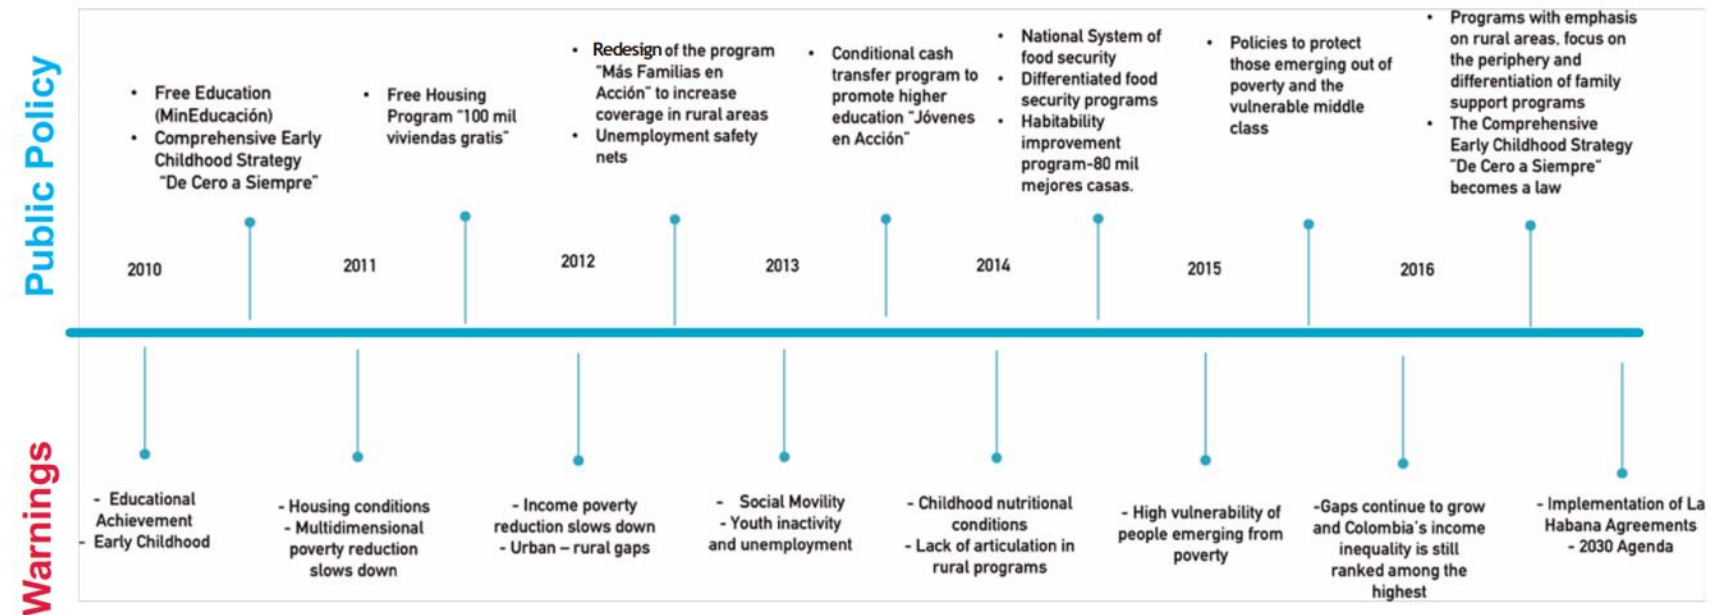 Public Policy
• Free Education
(MinEducación)
• Comprehensive Early
Childhood Strategy
"De Cero a Siempre"
• Free Housing
Program "100 mil
viviendas gratis"
• Redesign of the program
"Más Familias en
Acción" to increase
coverage in rural areas
• Unemployment safety
nets
• Conditional cash
transfer program to
promote higher
education "Jóvenes
en Acción"
• National System of
food security
• Differentiated food
security programs
• Habitability
improvement
program-80 mil
mejores casas.
• Policies to protect
those emerging out of
poverty and the
vulnerable middle
class
• Programs with emphasis
on rural areas, focus on
the periphery and
differentiation of family
support programs
• The Comprehensive
Early Childhood Strategy
"De Cero a Siempre"
becomes a law
2010
2011
2012
2013
2014
2015
2016
Warnings
- Educational
Achievement
- Early Childhood
- Housing conditions
- Multidimensional
poverty reduction
slows down
- Income poverty
reduction slows down
- Urban – rural gaps
- Social Movility
- Youth inactivity
and unemployment
- Childhood nutritional
conditions
- Lack of articulation in
rural programs
- High vulnerability of
people emerging from
poverty
-Gaps continue to grow
and Colombia's income
inequality is still
ranked among the
highest
- Implementation of La
Habana Agreements
- 2030 Agenda